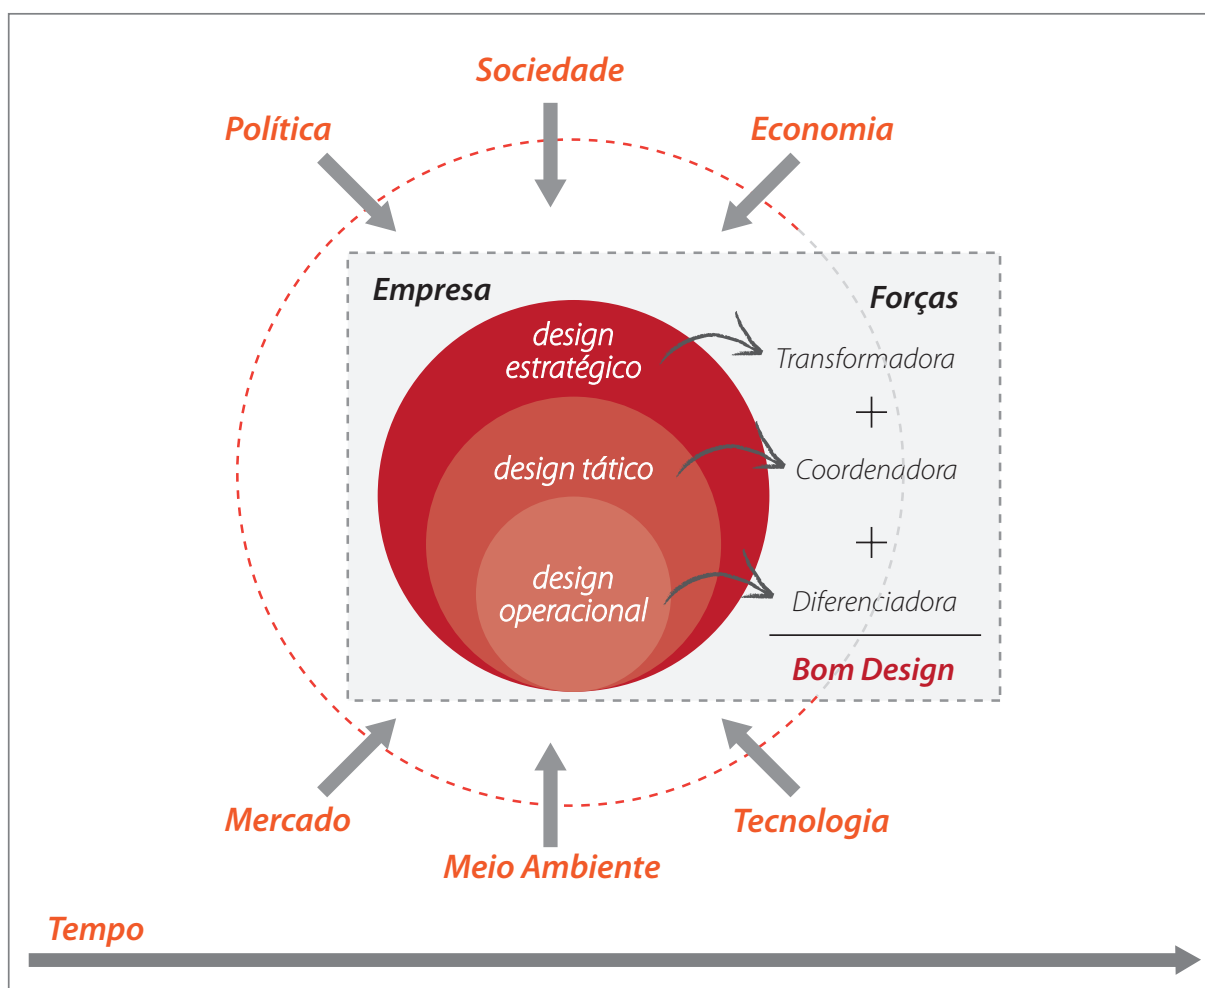 Sociedade
Política
Economia
Empresa
Forças
design
estratégico
Transformadora
+
design tático
Coordenadora
+
design
operacional
Diferenciadora
Bom Design
Mercado
Tecnologia
Meio Ambiente
Tempo